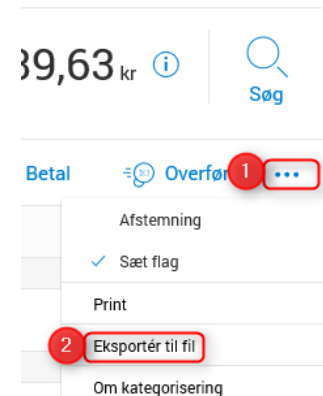 39,63 kr i
Søg
Betal Overfør 1 ...
Afstemning
Sæt flag
Print
2 Eksportér til fil
Om kategorisering